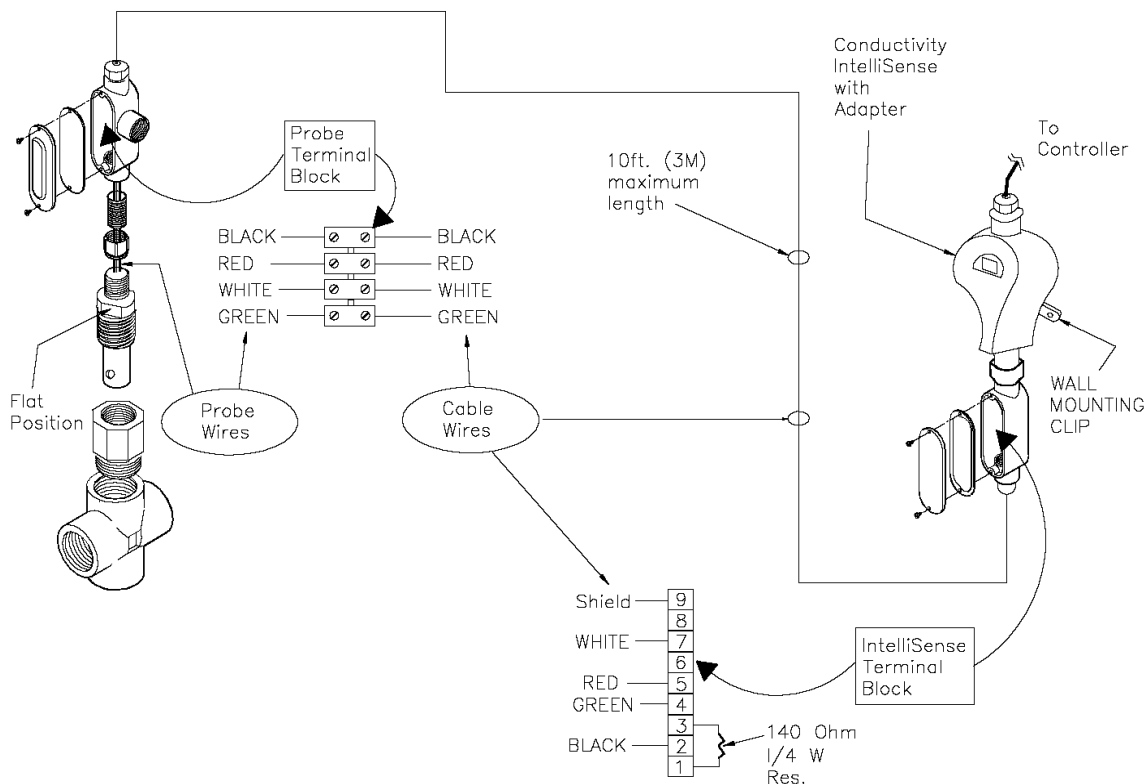 Conductivity
IntelliSense
with
Adapter
To
Controller
Probe
Terminal
Block
10ft. (3M)
maximum
length
BLACK BLACK
RED RED
WHITE WHITE
GREEN GREEN
Flat
Position
Probe
Wires
Cable
Wires
WALL
MOUNTING
CLIP
Shield 9
8
WHITE 7
6
RED 5
GREEN 4
3
BLACK 2
1
IntelliSense
Terminal
Block
140 Ohm
1/4 W
Res.